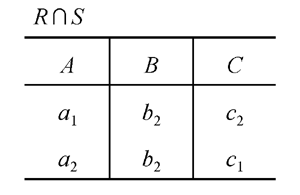 R∩S
A B C
a₁ b₂ c₂
a₂ b₂ c₁